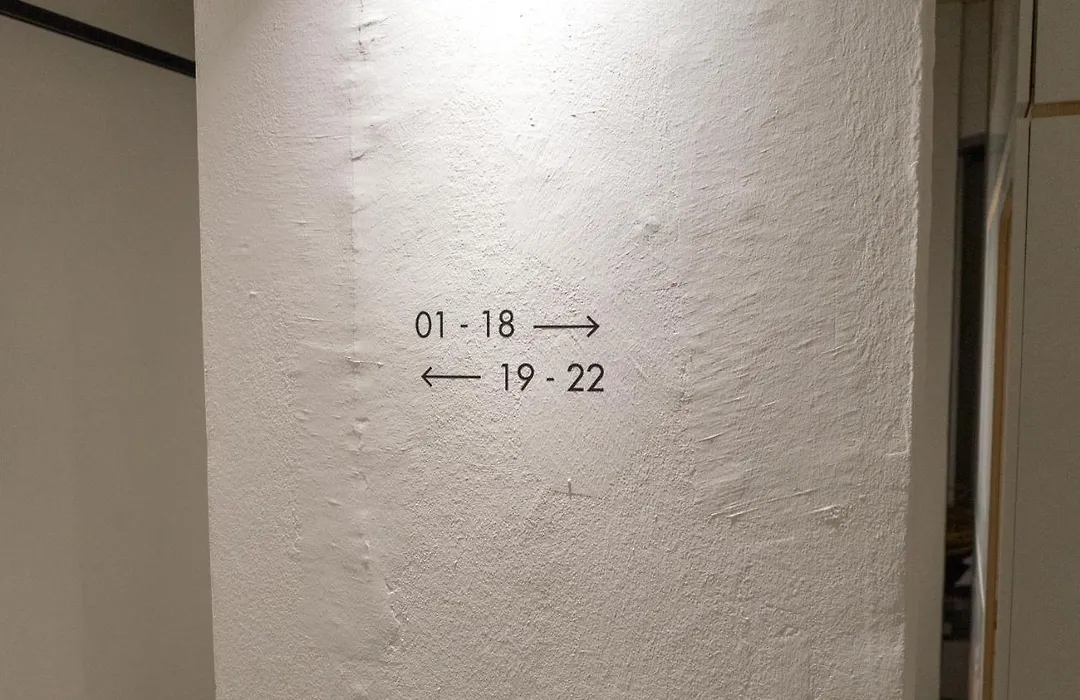 01 - 18 →
← 19 - 22